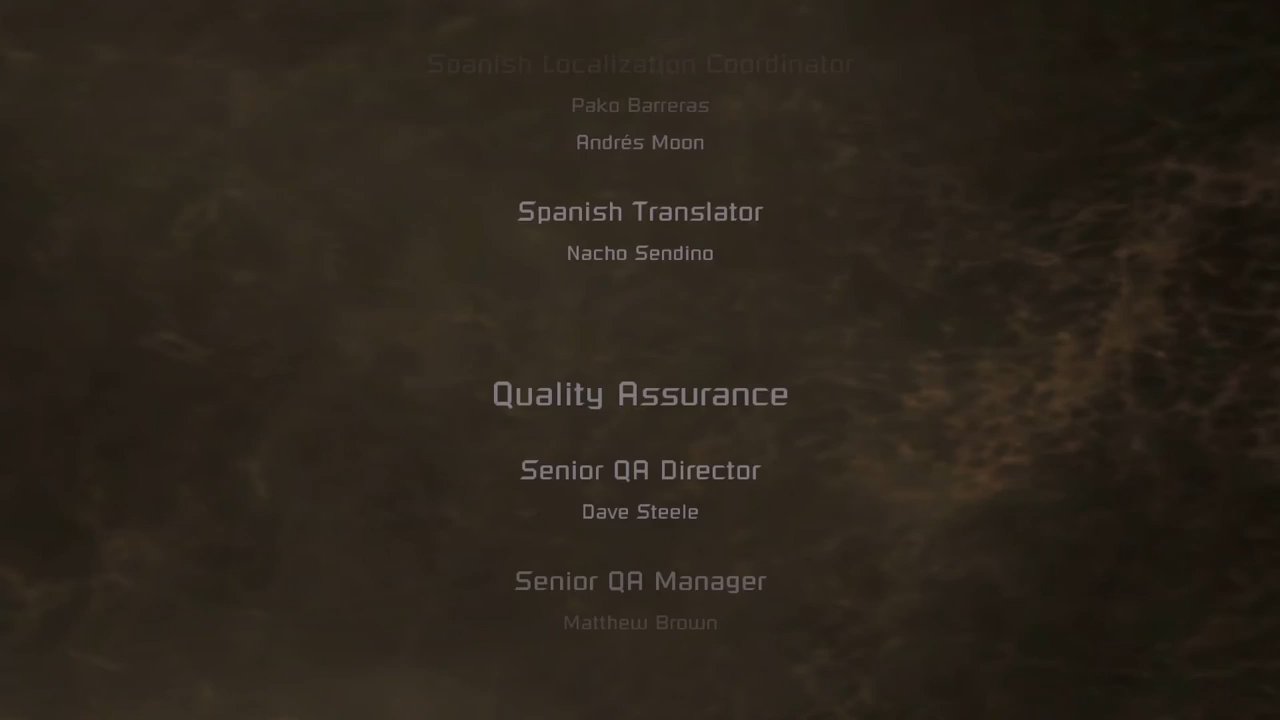 Spanish Localization Coordinator
Pako Barreras
Andrés Moon
Spanish Translator
Nacho Sendino
Quality Assurance
Senior QA Director
Dave Steele
Senior QA Manager
Matthew Brown